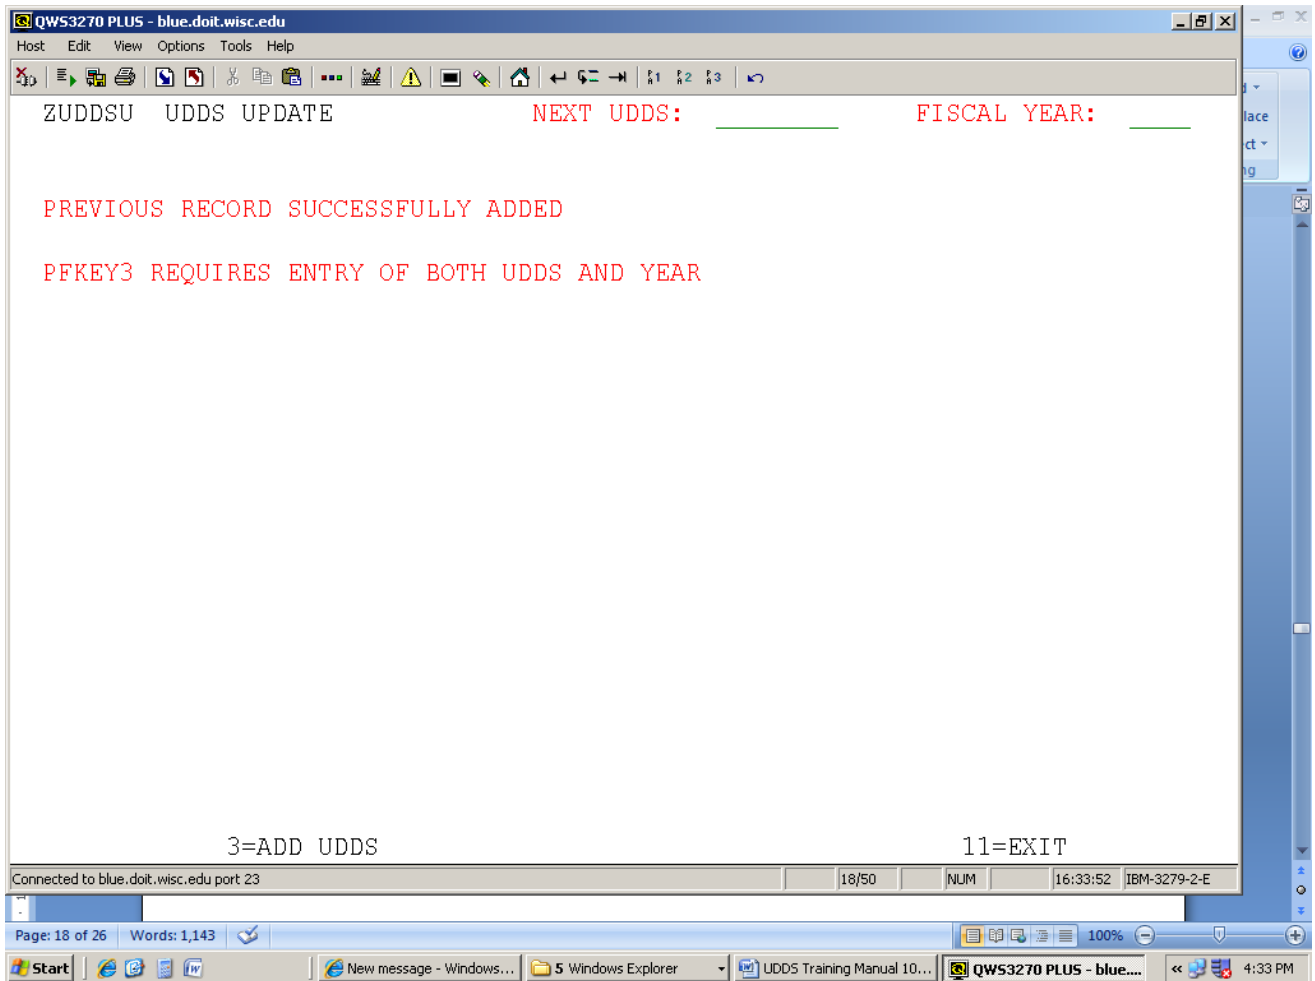 QWS3270 PLUS - blue.doit.wisc.edu
Host Edit View Options Tools Help
ZUDDSU UDDS UPDATE NEXT UDDS: FISCAL YEAR:
PREVIOUS RECORD SUCCESSFULLY ADDED
PFKEY3 REQUIRES ENTRY OF BOTH UDDS AND YEAR
3=ADD UDDS 11=EXIT
Connected to blue.doit.wisc.edu port 23 18/50 NUM 16:33:52 IBM-3279-2-E
lace
ct
Page: 18 of 26 Words: 1,143 100%
Start New message - Windows... 5 Windows Explorer UDDS Training Manual 10... QWS3270 PLUS - blue.... « 4:33 PM